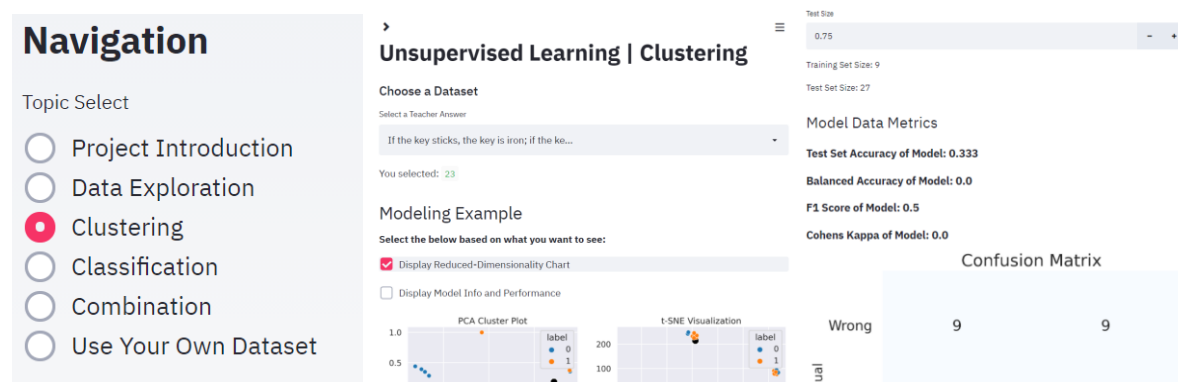 Navigation
Topic Select
Project Introduction
Data Exploration
Clustering
Classification
Combination
Use Your Own Dataset
Unsupervised Learning | Clustering
Choose a Dataset
Select a Teacher Answer
If the key sticks, the key is iron; if the ke...
You selected: 23
Modeling Example
Select the below based on what you want to see:
Display Reduced-Dimensionality Chart
Display Model Info and Performance
PCA Cluster Plot
1.0
0.5
label
0
1
t-SNE Visualization
200
100
label
0
1
Test Size
0.75 - +
Training Set Size: 9
Test Set Size: 27
Model Data Metrics
Test Set Accuracy of Model: 0.333
Balanced Accuracy of Model: 0.0
F1 Score of Model: 0.5
Cohens Kappa of Model: 0.0
Confusion Matrix
Wrong 9 9